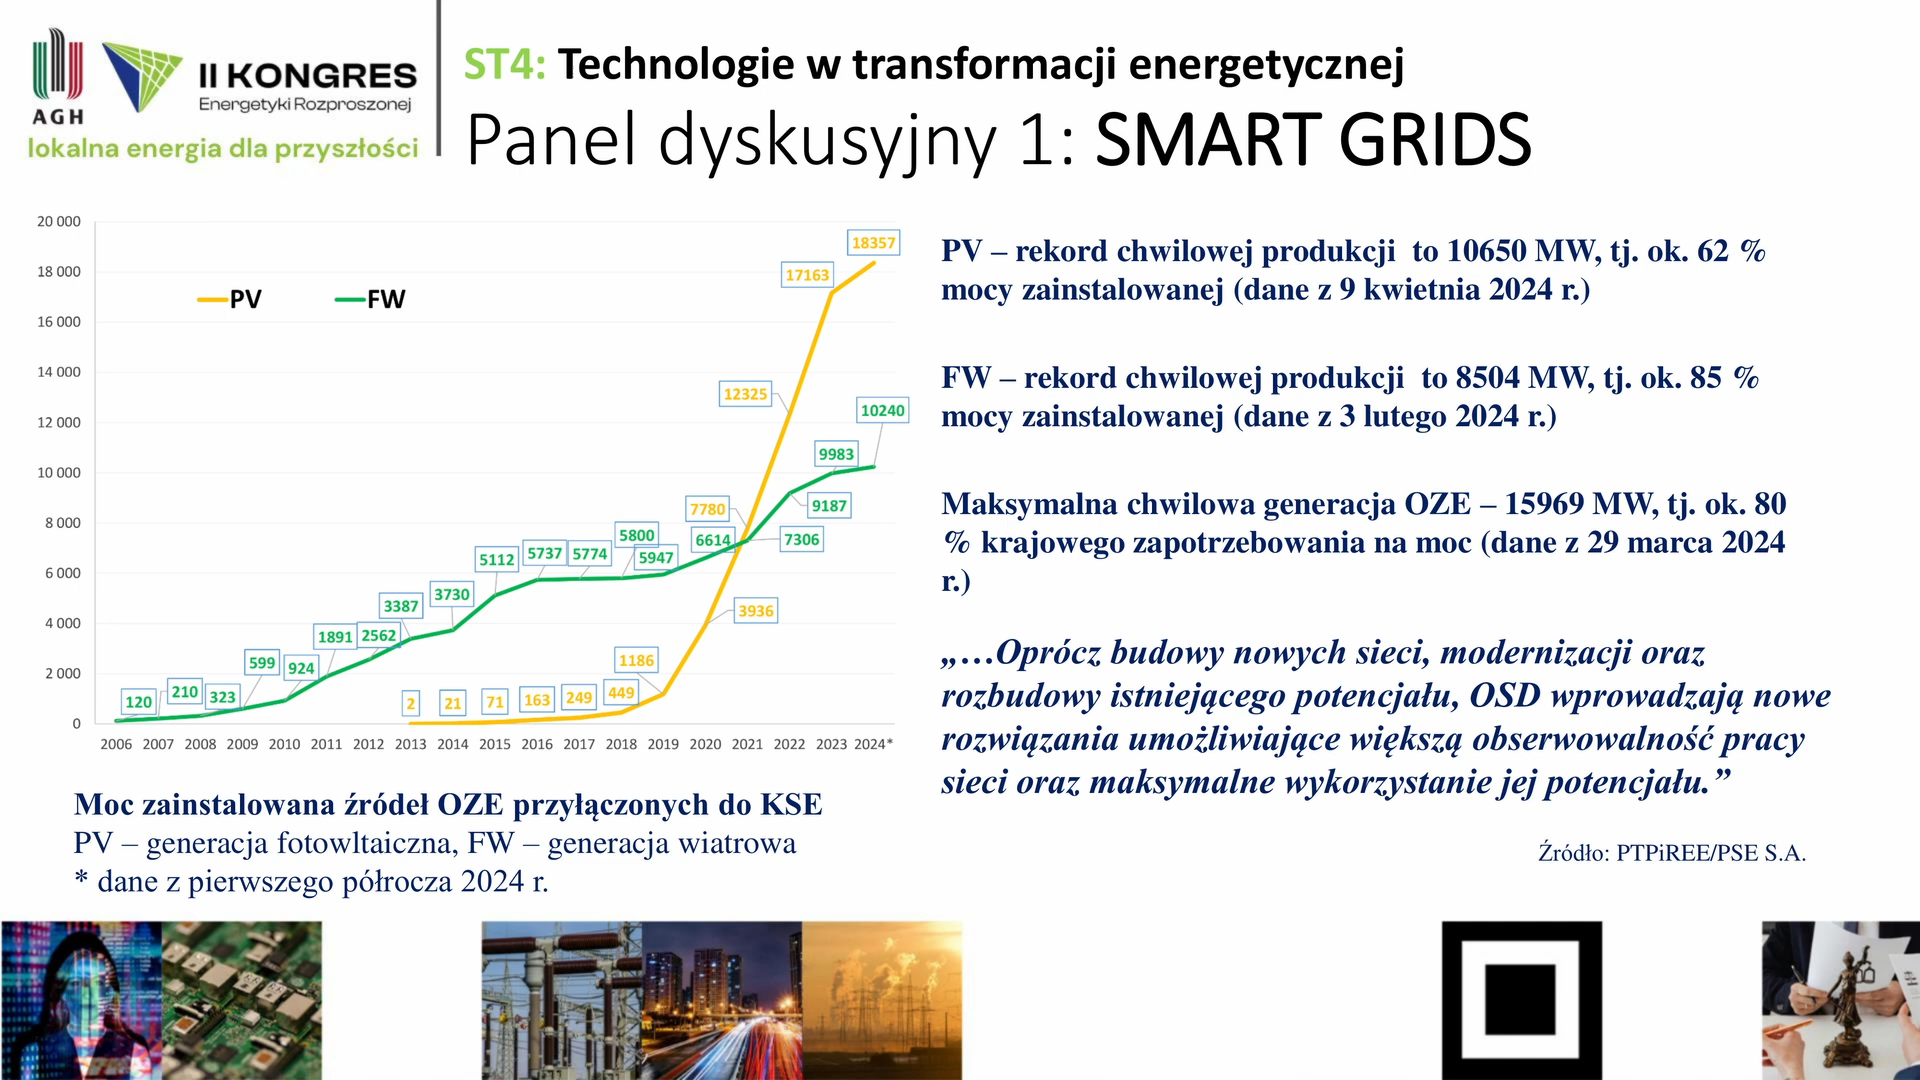 AGH
II KONGRES
Energetyki Rozproszonej
lokalna energia dla przyszłości
ST4: Technologie w transformacji energetycznej
Panel dyskusyjny 1: SMART GRIDS
20 000
18 000
16 000
14 000
12 000
10 000
8 000
6 000
4 000
2 000
0
PV FW
18357
17163
12325
10240
9983
9187
7780
7306
6614
5947
5800
5774
5737
5112
3936
3730
3387
2562
1891
1186
924
599
323
210
120
2 21 71 163 249 449
2006 2007 2008 2009 2010 2011 2012 2013 2014 2015 2016 2017 2018 2019 2020 2021 2022 2023 2024*
Moc zainstalowana źródeł OZE przyłączonych do KSE
PV – generacja fotowltaiczna, FW – generacja wiatrowa
* dane z pierwszego półrocza 2024 r.
PV – rekord chwilowej produkcji to 10650 MW, tj. ok. 62 %
mocy zainstalowanej (dane z 9 kwietnia 2024 r.)
FW – rekord chwilowej produkcji to 8504 MW, tj. ok. 85 %
mocy zainstalowanej (dane z 3 lutego 2024 r.)
Maksymalna chwilowa generacja OZE – 15969 MW, tj. ok. 80
% krajowego zapotrzebowania na moc (dane z 29 marca 2024
r.)
„…Oprócz budowy nowych sieci, modernizacji oraz
rozbudowy istniejącego potencjału, OSD wprowadzają nowe
rozwiązania umożliwiające większą obserwowalność pracy
sieci oraz maksymalne wykorzystanie jej potencjału.”
Źródło: PTPiREE/PSE S.A.